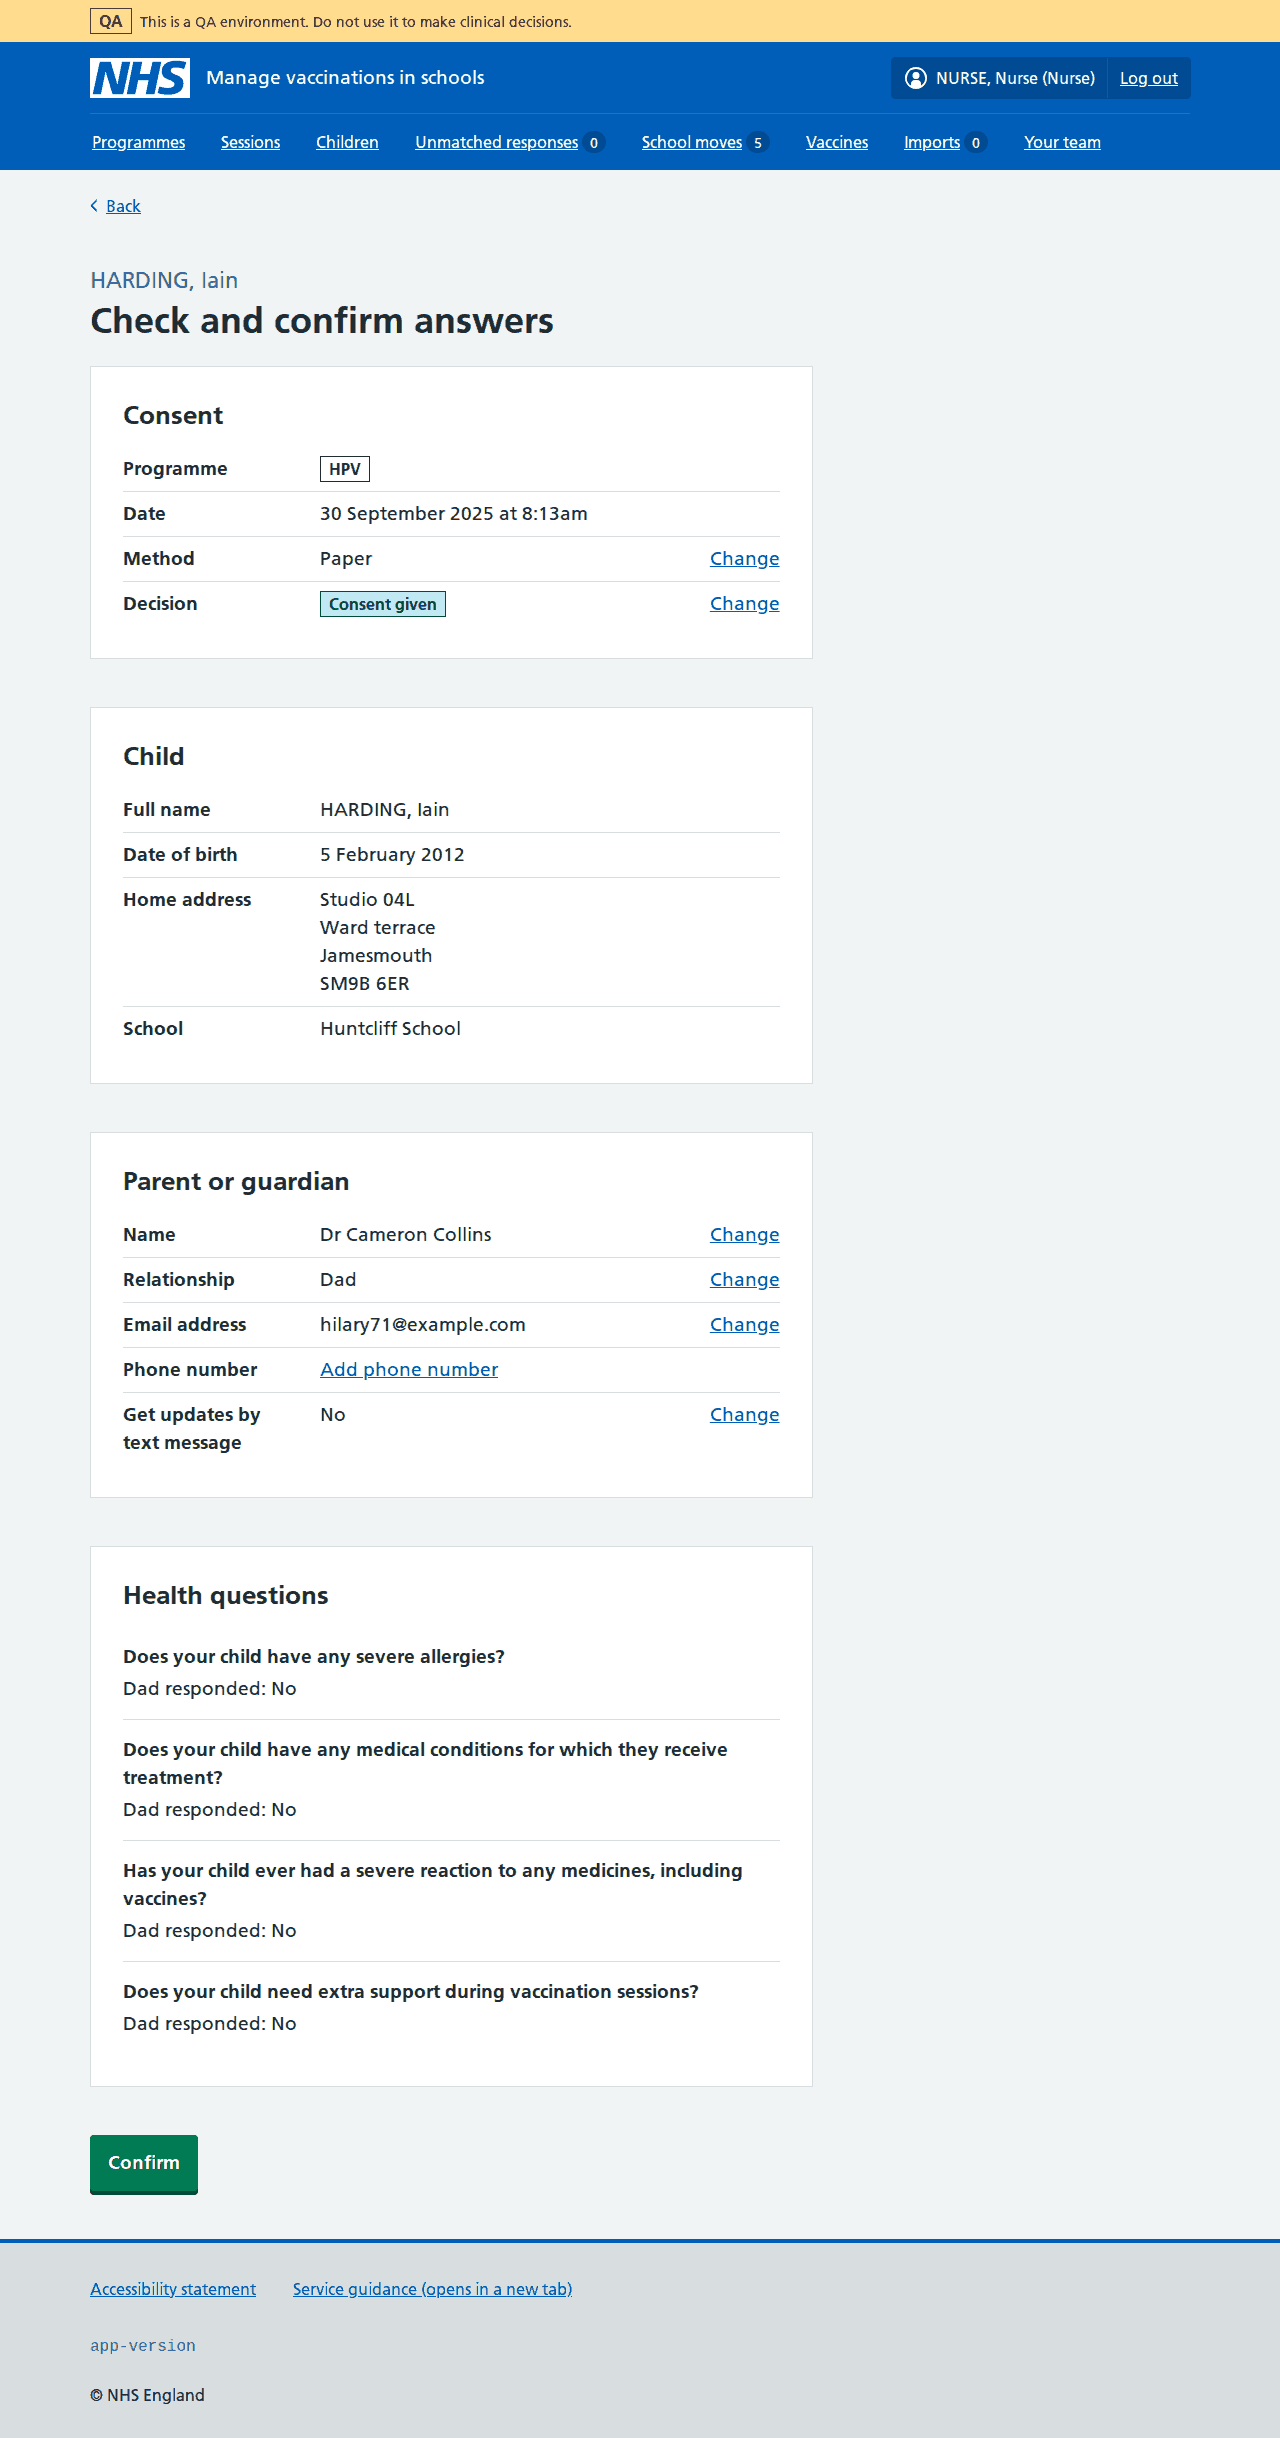 QA This is a QA environment. Do not use it to make clinical decisions.
NHS Manage vaccinations in schools NURSE, Nurse (Nurse) Log out
Programmes Sessions Children Unmatched responses 0 School moves 5 Vaccines Imports 0 Your team
Back
HARDING, Iain
Check and confirm answers
Consent
Programme HPV
Date 30 September 2025 at 8:13am
Method Paper Change
Decision Consent given Change
Child
Full name HARDING, Iain
Date of birth 5 February 2012
Home address Studio 04L
Ward terrace
Jamesmouth
SM9B 6ER
School Huntcliff School
Parent or guardian
Name Dr Cameron Collins Change
Relationship Dad Change
Email address hilary71@example.com Change
Phone number Add phone number
Get updates by No Change
text message
Health questions
Does your child have any severe allergies?
Dad responded: No
Does your child have any medical conditions for which they receive
treatment?
Dad responded: No
Has your child ever had a severe reaction to any medicines, including
vaccines?
Dad responded: No
Does your child need extra support during vaccination sessions?
Dad responded: No
Confirm
Accessibility statement Service guidance (opens in a new tab)
app-version
© NHS England